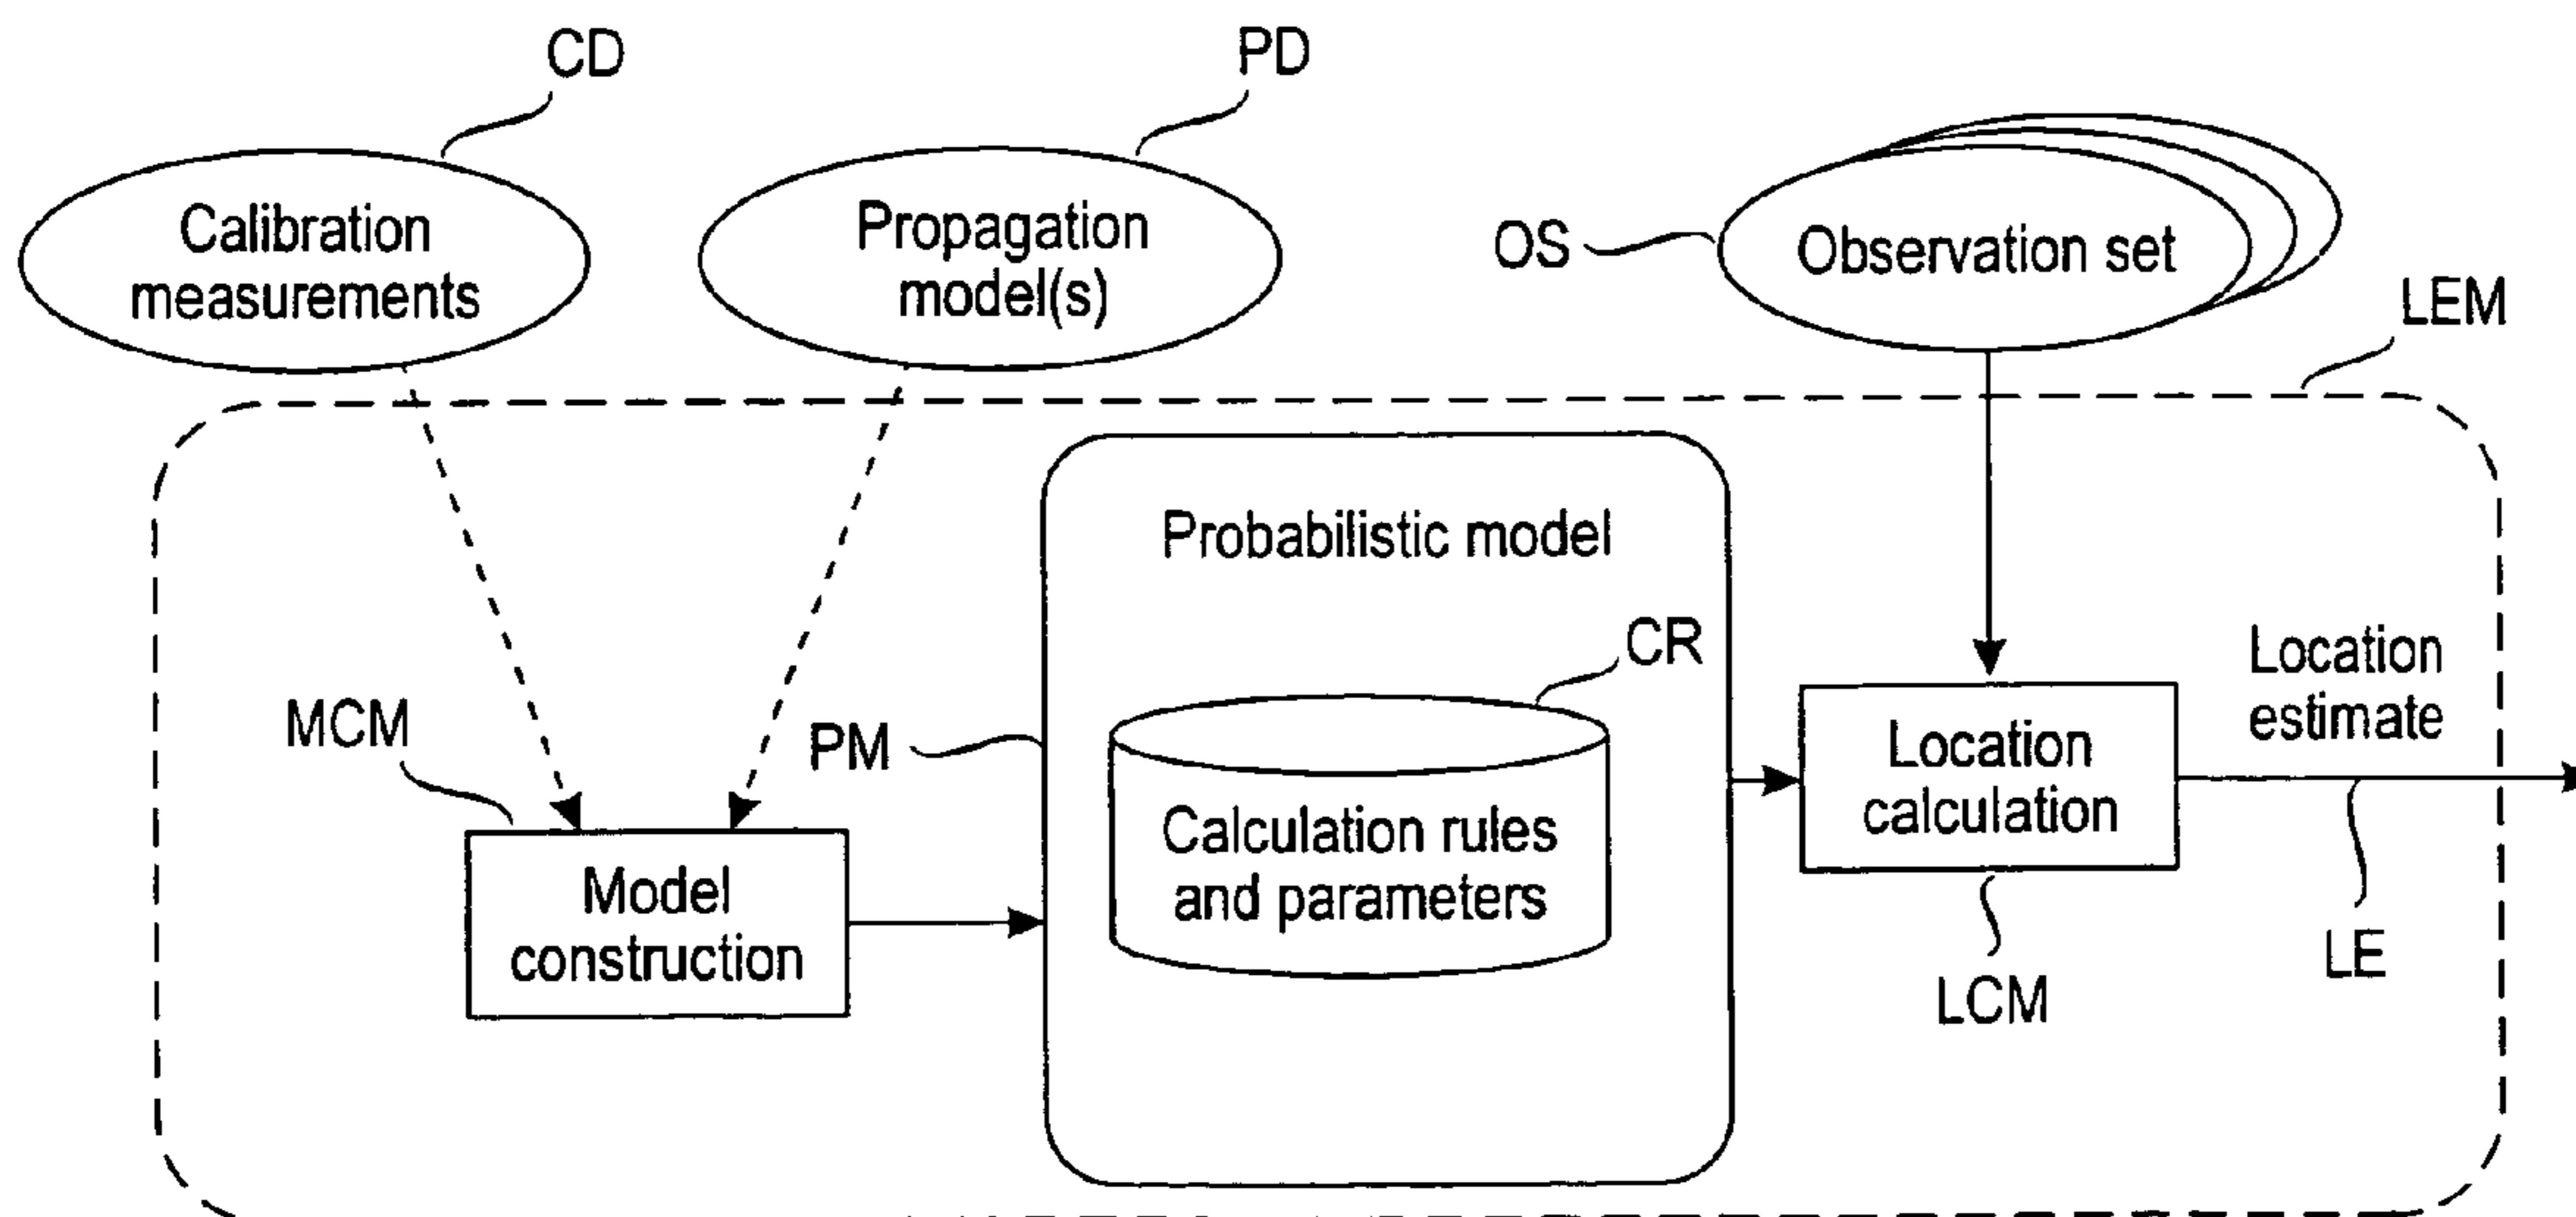 CD
PD
Calibration
measurements
Propagation
model(s)
OS
Observation set
LEM
Probabilistic model
CR
MCM
PM
Calculation rules
and parameters
Location
calculation
Location
estimate
Model
construction
LCM
LE